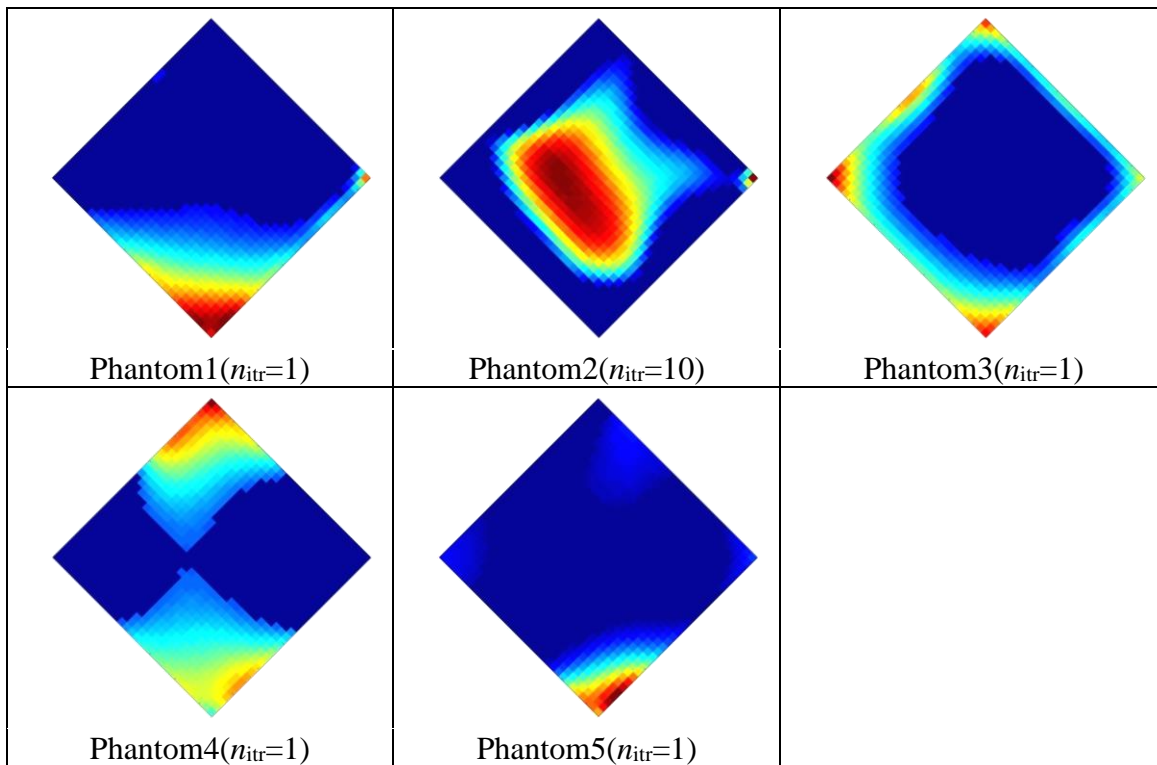 Phantom1(nitr=1)
Phantom2(nitr=10)
Phantom3(nitr=1)
Phantom4(nitr=1)
Phantom5(nitr=1)